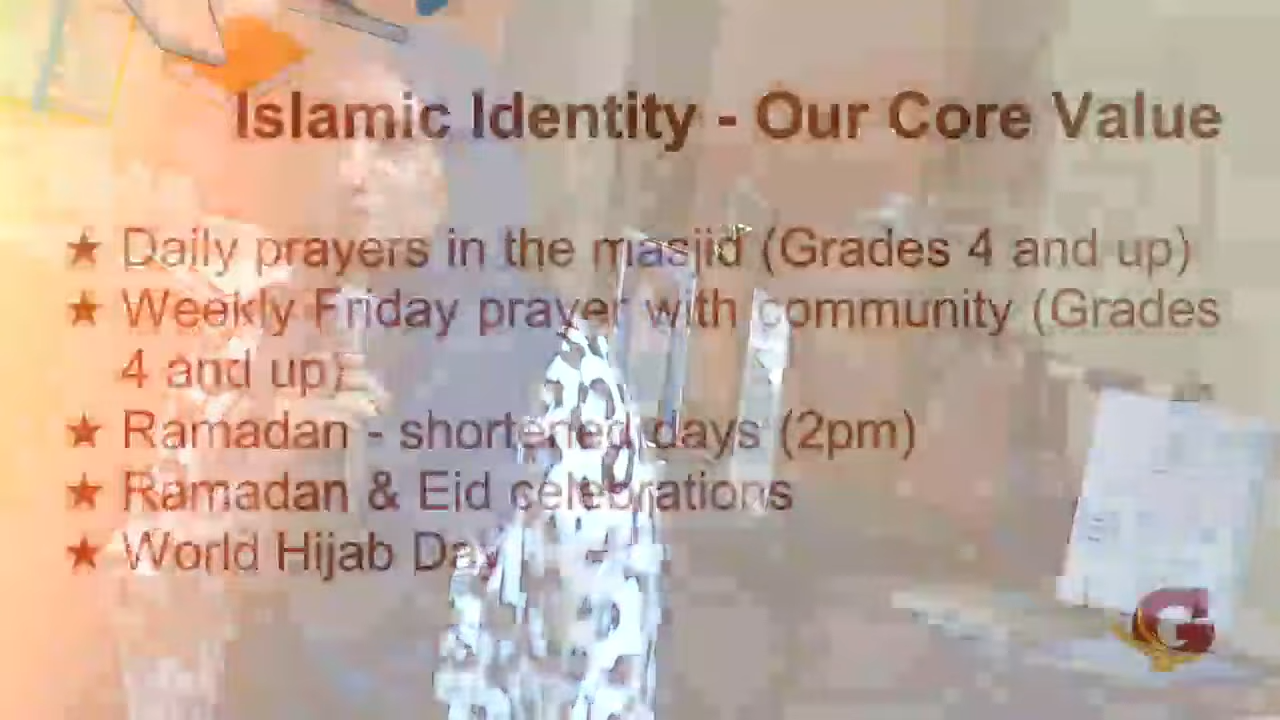 Islamic Identity - Our Core Value
★ Daily prayers in the masjid (Grades 4 and up)
★ Weekly Friday prayer with community (Grades
4 and up)
★ Ramadan - shortened days (2pm)
★ Ramadan & Eid celebrations
★ World Hijab Day
G